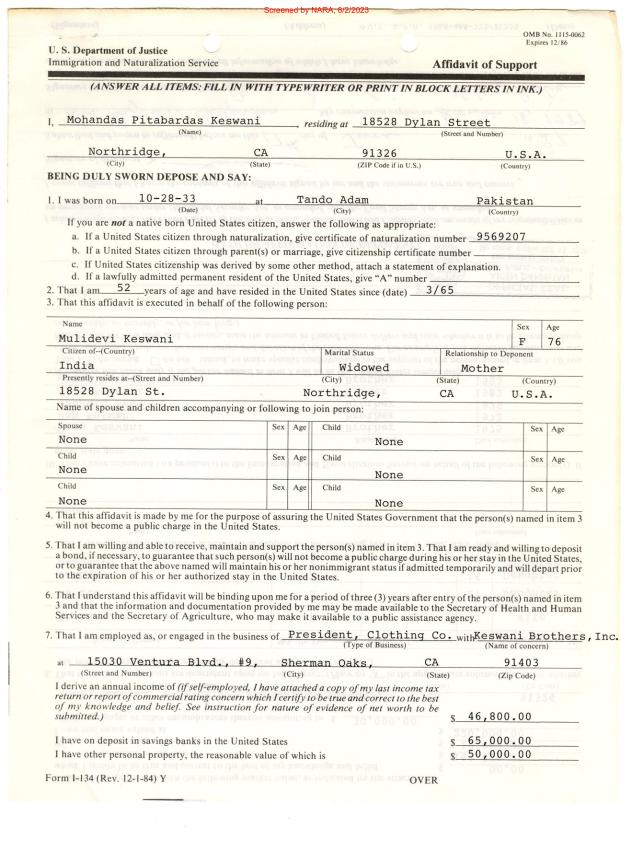 Screened by NARA, 6/2/2023
OMB No. 1115-0062
Expires 12/86
U. S. Department of Justice
Immigration and Naturalization Service
Affidavit of Support
(ANSWER ALL ITEMS: FILL IN WITH TYPEWRITER OR PRINT IN BLOCK LETTERS IN INK.)
I, Mohandas Pitabardas Keswani, residing at 18528 Dylan Street
(Name) (Street and Number)
Northridge, CA 91326 U.S.A.
(City) (State) (ZIP Code if in U.S.) (Country)
BEING DULY SWORN DEPOSE AND SAY:
1. I was born on 10-28-33 at Tando Adam Pakistan
(Date) (City) (Country)
If you are not a native born United States citizen, answer the following as appropriate:
a. If a United States citizen through naturalization, give certificate of naturalization number 9569207
b. If a United States citizen through parent(s) or marriage, give citizenship certificate number
c. If United States citizenship was derived by some other method, attach a statement of explanation.
d. If a lawfully admitted permanent resident of the United States, give "A" number
2. That I am 52 years of age and have resided in the United States since (date) 3/65
3. That this affidavit is executed in behalf of the following person:
Name Sex Age
Mulidevi Keswani F 76
Citizen of--(Country) Marital Status Relationship to Deponent
India Widowed Mother
Presently resides at--(Street and Number) (City) (State) (Country)
18528 Dylan St. Northridge, CA U.S.A.
Name of spouse and children accompanying or following to join person:
Spouse Sex Age Child Sex Age
None None
Child Sex Age Child Sex Age
None None
Child Sex Age Child Sex Age
None None
4. That this affidavit is made by me for the purpose of assuring the United States Government that the person(s) named in item 3
will not become a public charge in the United States.
5. That I am willing and able to receive, maintain and support the person(s) named in item 3. That I am ready and willing to deposit
a bond, if necessary, to guarantee that such person(s) will not become a public charge during his or her stay in the United States,
or to guarantee that the above named will maintain his or her nonimmigrant status if admitted temporarily and will depart prior
to the expiration of his or her authorized stay in the United States.
6. That I understand this affidavit will be binding upon me for a period of three (3) years after entry of the person(s) named in item
3 and that the information and documentation provided by me may be made available to the Secretary of Health and Human
Services and the Secretary of Agriculture, who may make it available to a public assistance agency.
7. That I am employed as, or engaged in the business of President, Clothing Co. with Keswani Brothers, Inc.
(Type of Business) (Name of concern)
at 15030 Ventura Blvd., #9, Sherman Oaks, CA 91403
(Street and Number) (City) (State) (Zip Code)
I derive an annual income of (if self-employed, I have attached a copy of my last income tax
return or report of commercial rating concern which I certify to be true and correct to the best
of my knowledge and belief. See instruction for nature of evidence of net worth to be
submitted.) $ 46,800.00
I have on deposit in savings banks in the United States $ 65,000.00
I have other personal property, the reasonable value of which is $ 50,000.00
Form I-134 (Rev. 12-1-84) Y OVER